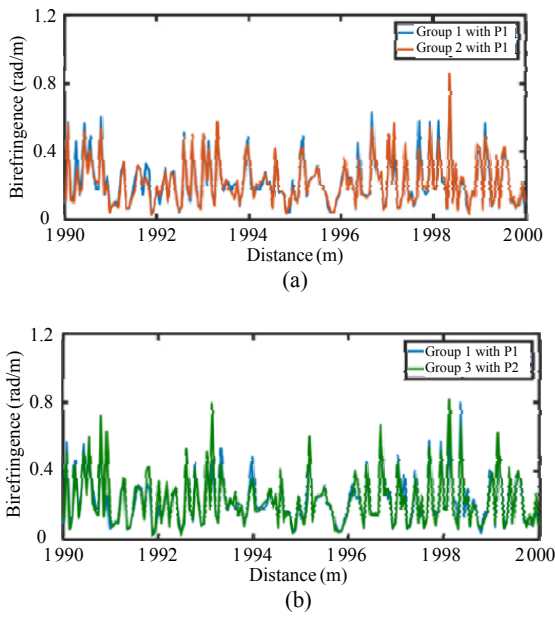 1.2
Group 1 with P1
Group 2 with P1
0.8
0.4
0
Birefringence (rad/m)
1990 1992 1994 1996 1998 2000
Distance (m)
(a)
1.2
Group 1 with P1
Group 3 with P2
0.8
0.4
0
Birefringence (rad/m)
1990 1992 1994 1996 1998 2000
Distance (m)
(b)